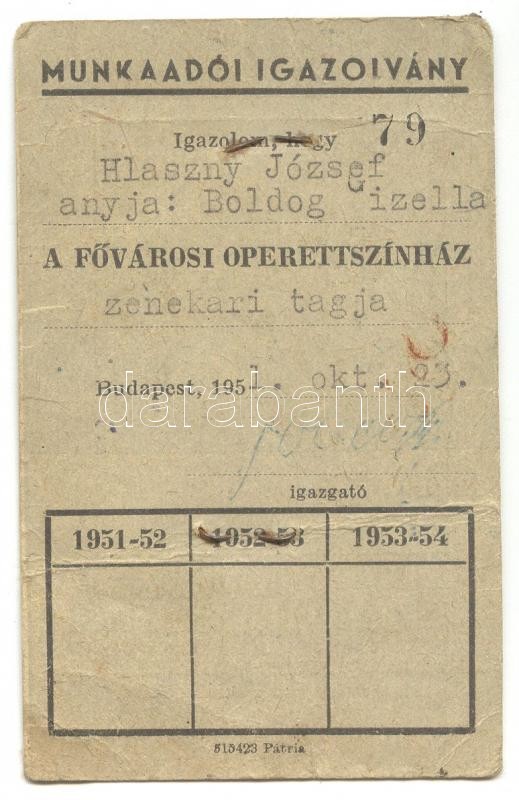 MUNKAADÓI IGAZOLVÁNY
Igazolom, hogy 79
Hlaszny József
anyja: Boldog Gizella
A FŐVÁROSI OPERETTSZÍNHÁZ
zenekari tagja
Budapest, 1951. okt. 23.
darabanth
igazgató
1951-52 1952-53 1953-54
515423 Pátria